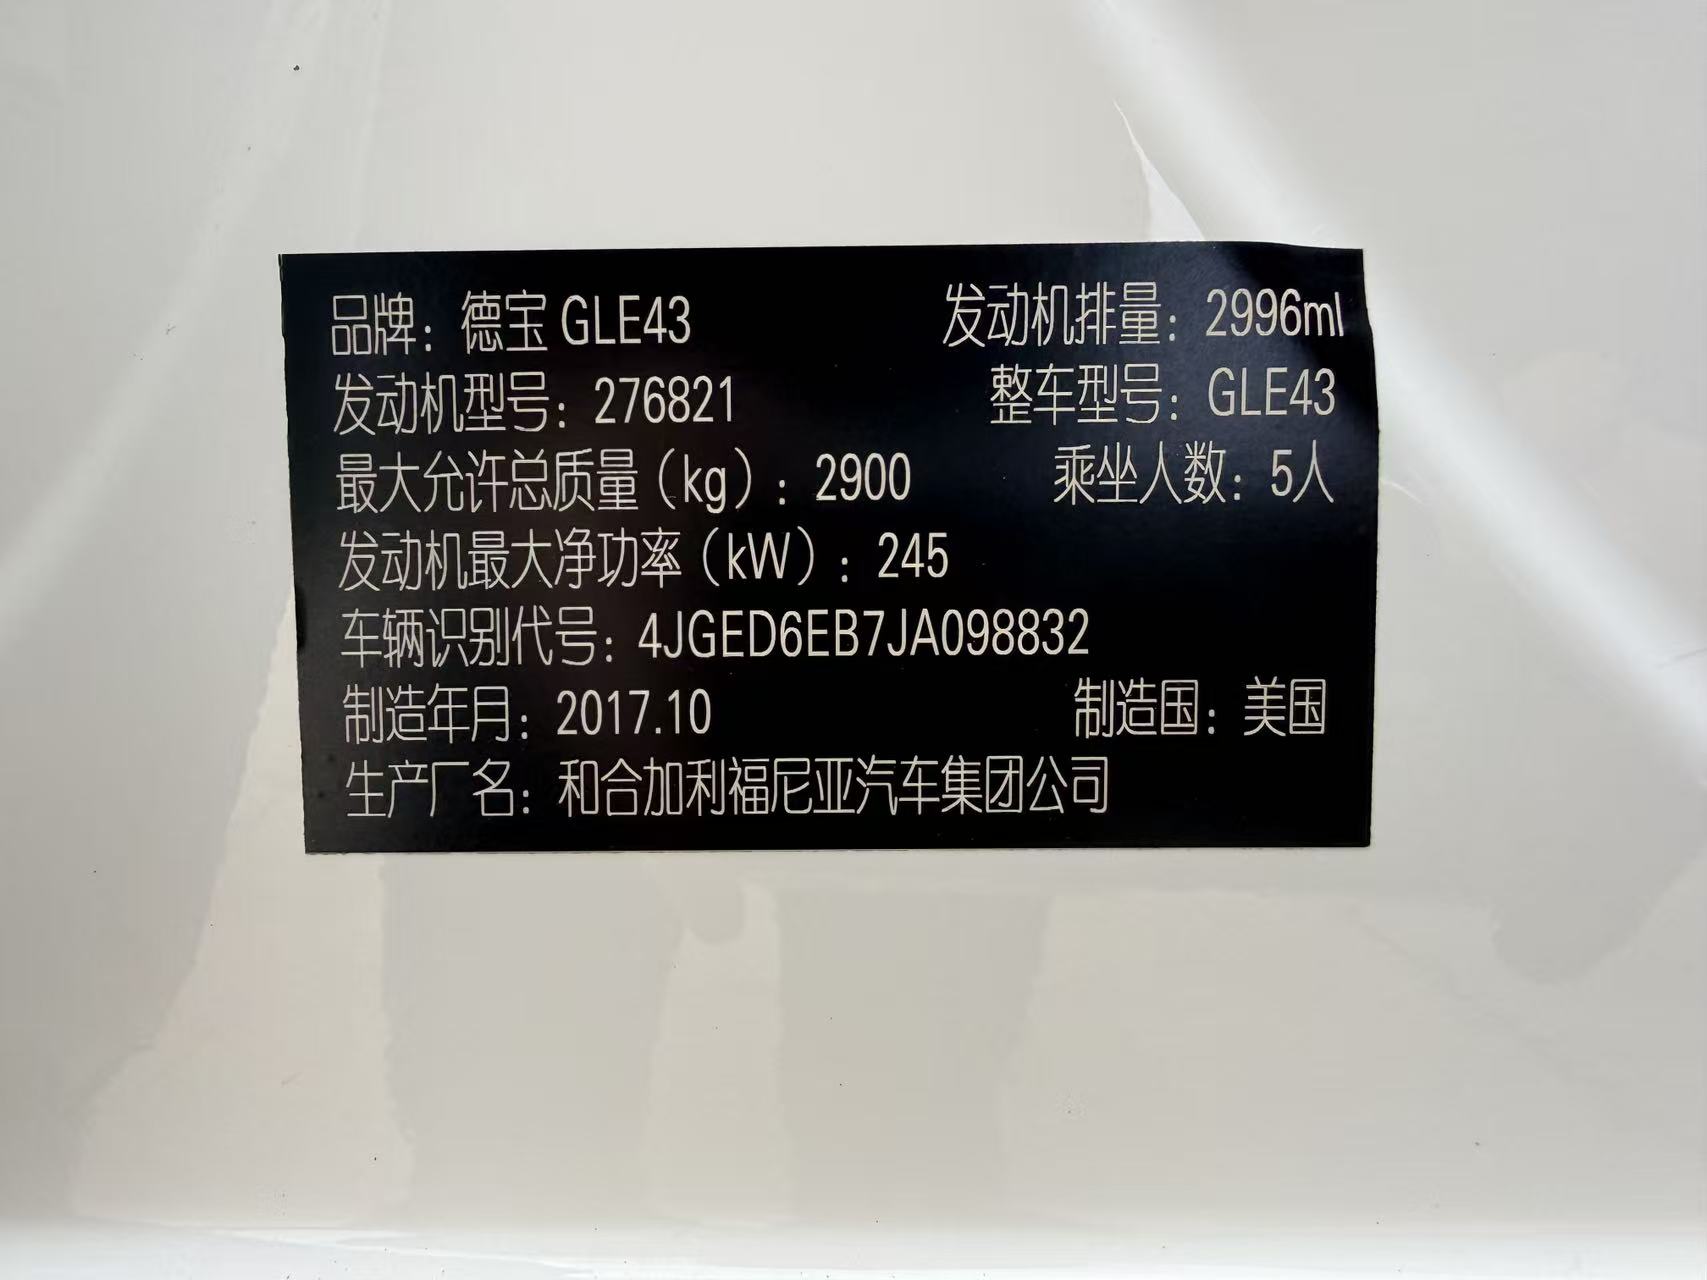 品牌：德宝 GLE43 发动机排量：2996ml
发动机型号：276821 整车型号：GLE43
最大允许总质量（kg）：2900 乘坐人数：5人
发动机最大净功率（kW）：245
车辆识别代号：4JGED6EB7JA098832
制造年月：2017.10 制造国：美国
生产厂名：和合加利福尼亚汽车集团公司